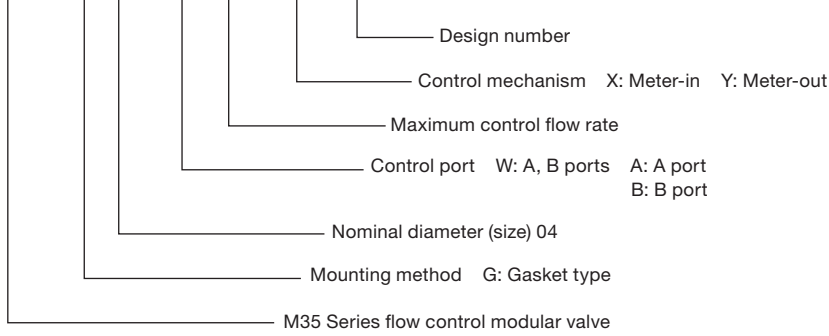 Design number
Control mechanism X: Meter-in Y: Meter-out
Maximum control flow rate
Control port W: A, B ports A: A port
B: B port
Nominal diameter (size) 04
Mounting method G: Gasket type
M35 Series flow control modular valve